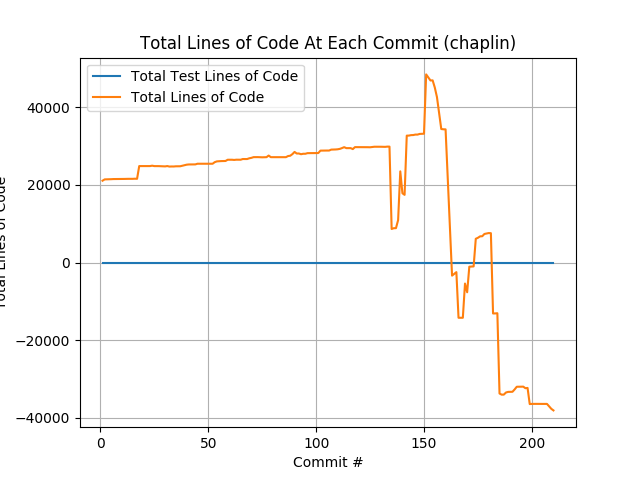 Total Lines of Code At Each Commit (chaplin)
Total Test Lines of Code
Total Lines of Code
40000
20000
0
−20000
−40000
Total Lines of Code
0
50
100
150
200
Commit #